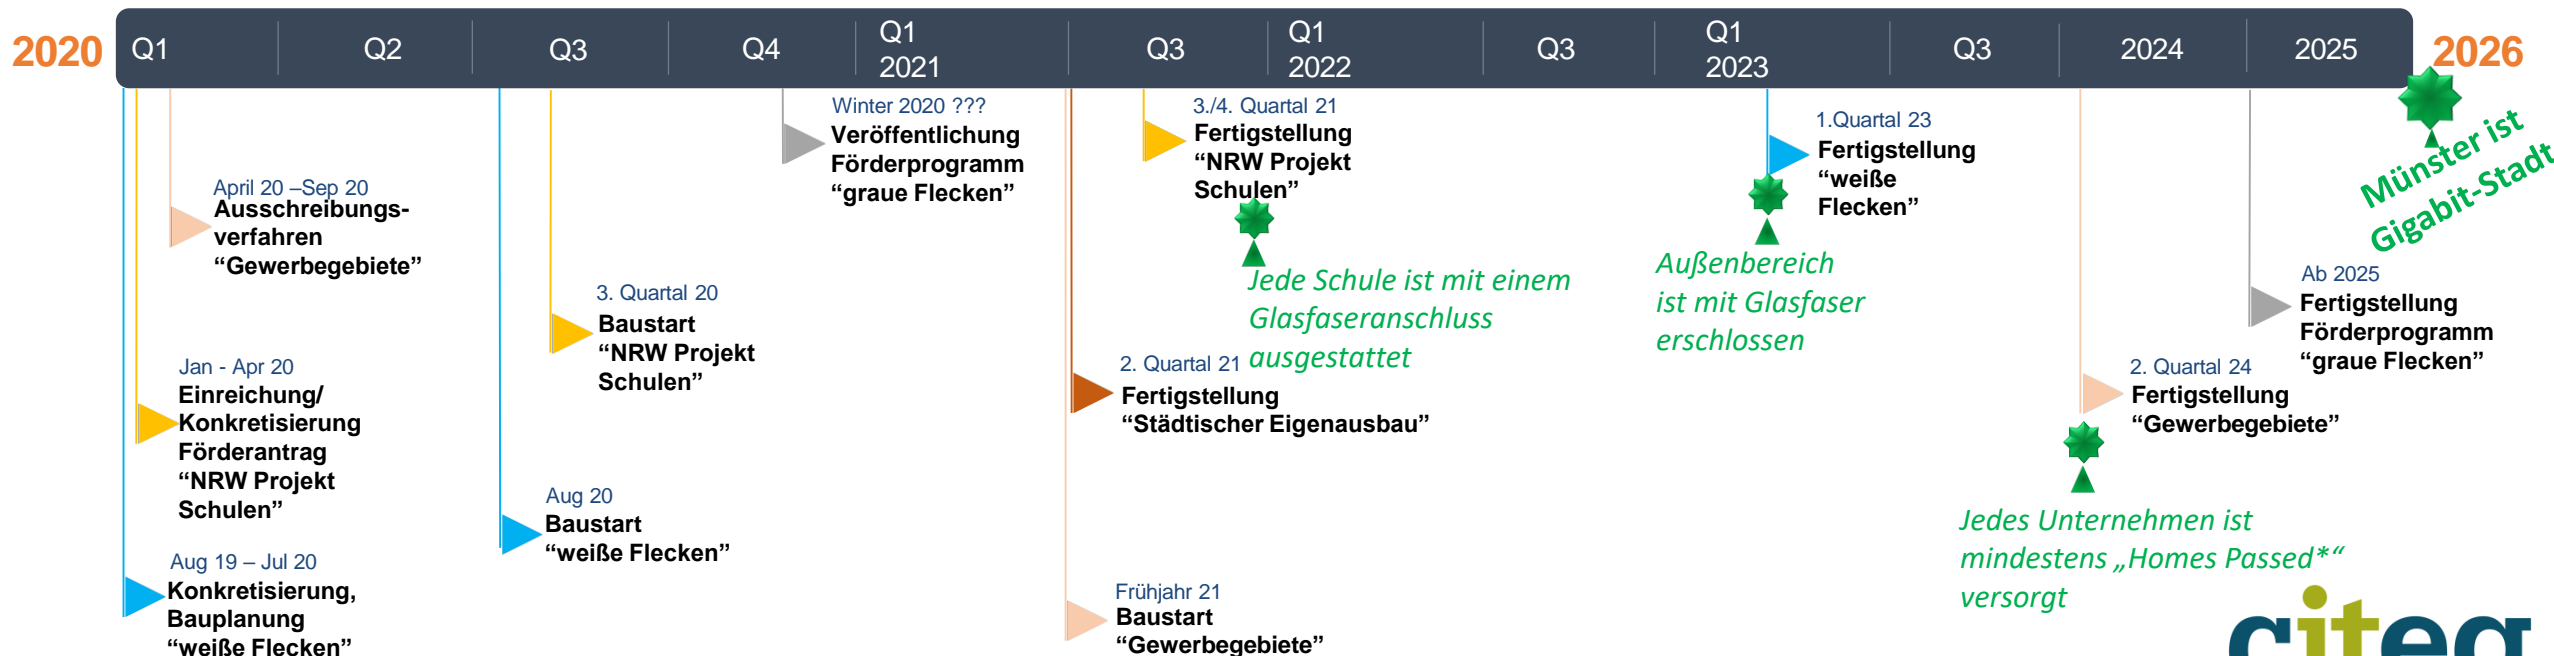 2020
Q1
Q2
Q3
Q4
Q1
2021
Q3
Q1
2022
Q3
Q1
2023
Q3
2024
2025
2026
April 20 –Sep 20
Ausschreibungs-
verfahren
“Gewerbegebiete”
Jan - Apr 20
Einreichung/
Konkretisierung
Förderantrag
“NRW Projekt
Schulen”
Aug 19 – Jul 20
Konkretisierung,
Bauplanung
“weiße Flecken”
3. Quartal 20
Baustart
“NRW Projekt
Schulen”
Aug 20
Baustart
“weiße Flecken”
Winter 2020 ???
Veröffentlichung
Förderprogramm
“graue Flecken”
3./4. Quartal 21
Fertigstellung
“NRW Projekt
Schulen”
Jede Schule ist mit einem
Glasfaseranschluss
ausgestattet
2. Quartal 21
Fertigstellung
“Städtischer Eigenausbau”
Frühjahr 21
Baustart
“Gewerbegebiete”
1.Quartal 23
Fertigstellung
“weiße
Flecken”
Außenbereich
ist mit Glasfaser
erschlossen
2. Quartal 24
Fertigstellung
“Gewerbegebiete”
Jedes Unternehmen ist
mindestens „Homes Passed*“
versorgt
Ab 2025
Fertigstellung
Förderprogramm
“graue Flecken”
Münster ist
Gigabit-Stadt
citeq